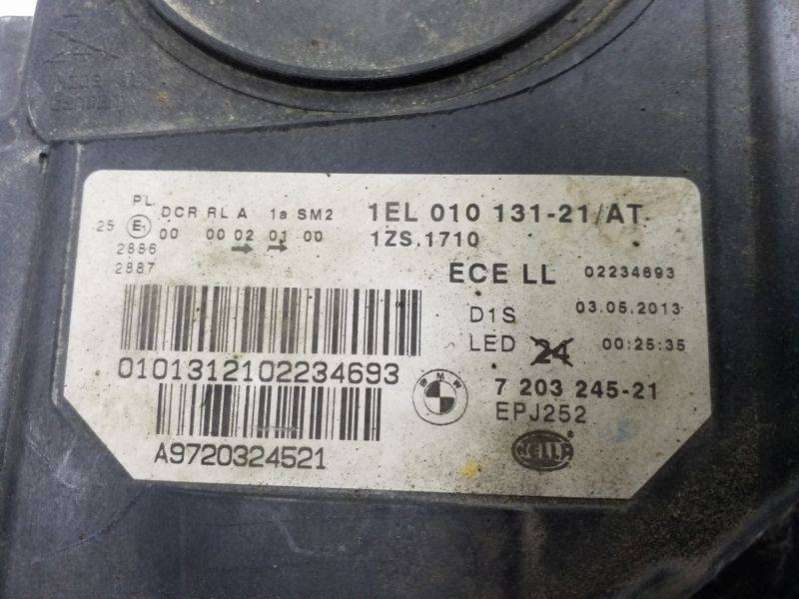 PL
DCR RL A 1a SM2
25 E1 00 00 02 01 00
2886
2887
1EL 010 131-21/AT
1ZS.1710
ECE LL 02234693
D1S 03.05.2013
LED 24 00:25:35
0101312102234693
BMW
7 203 245-21
EPJ252
HELLA
A9720324521